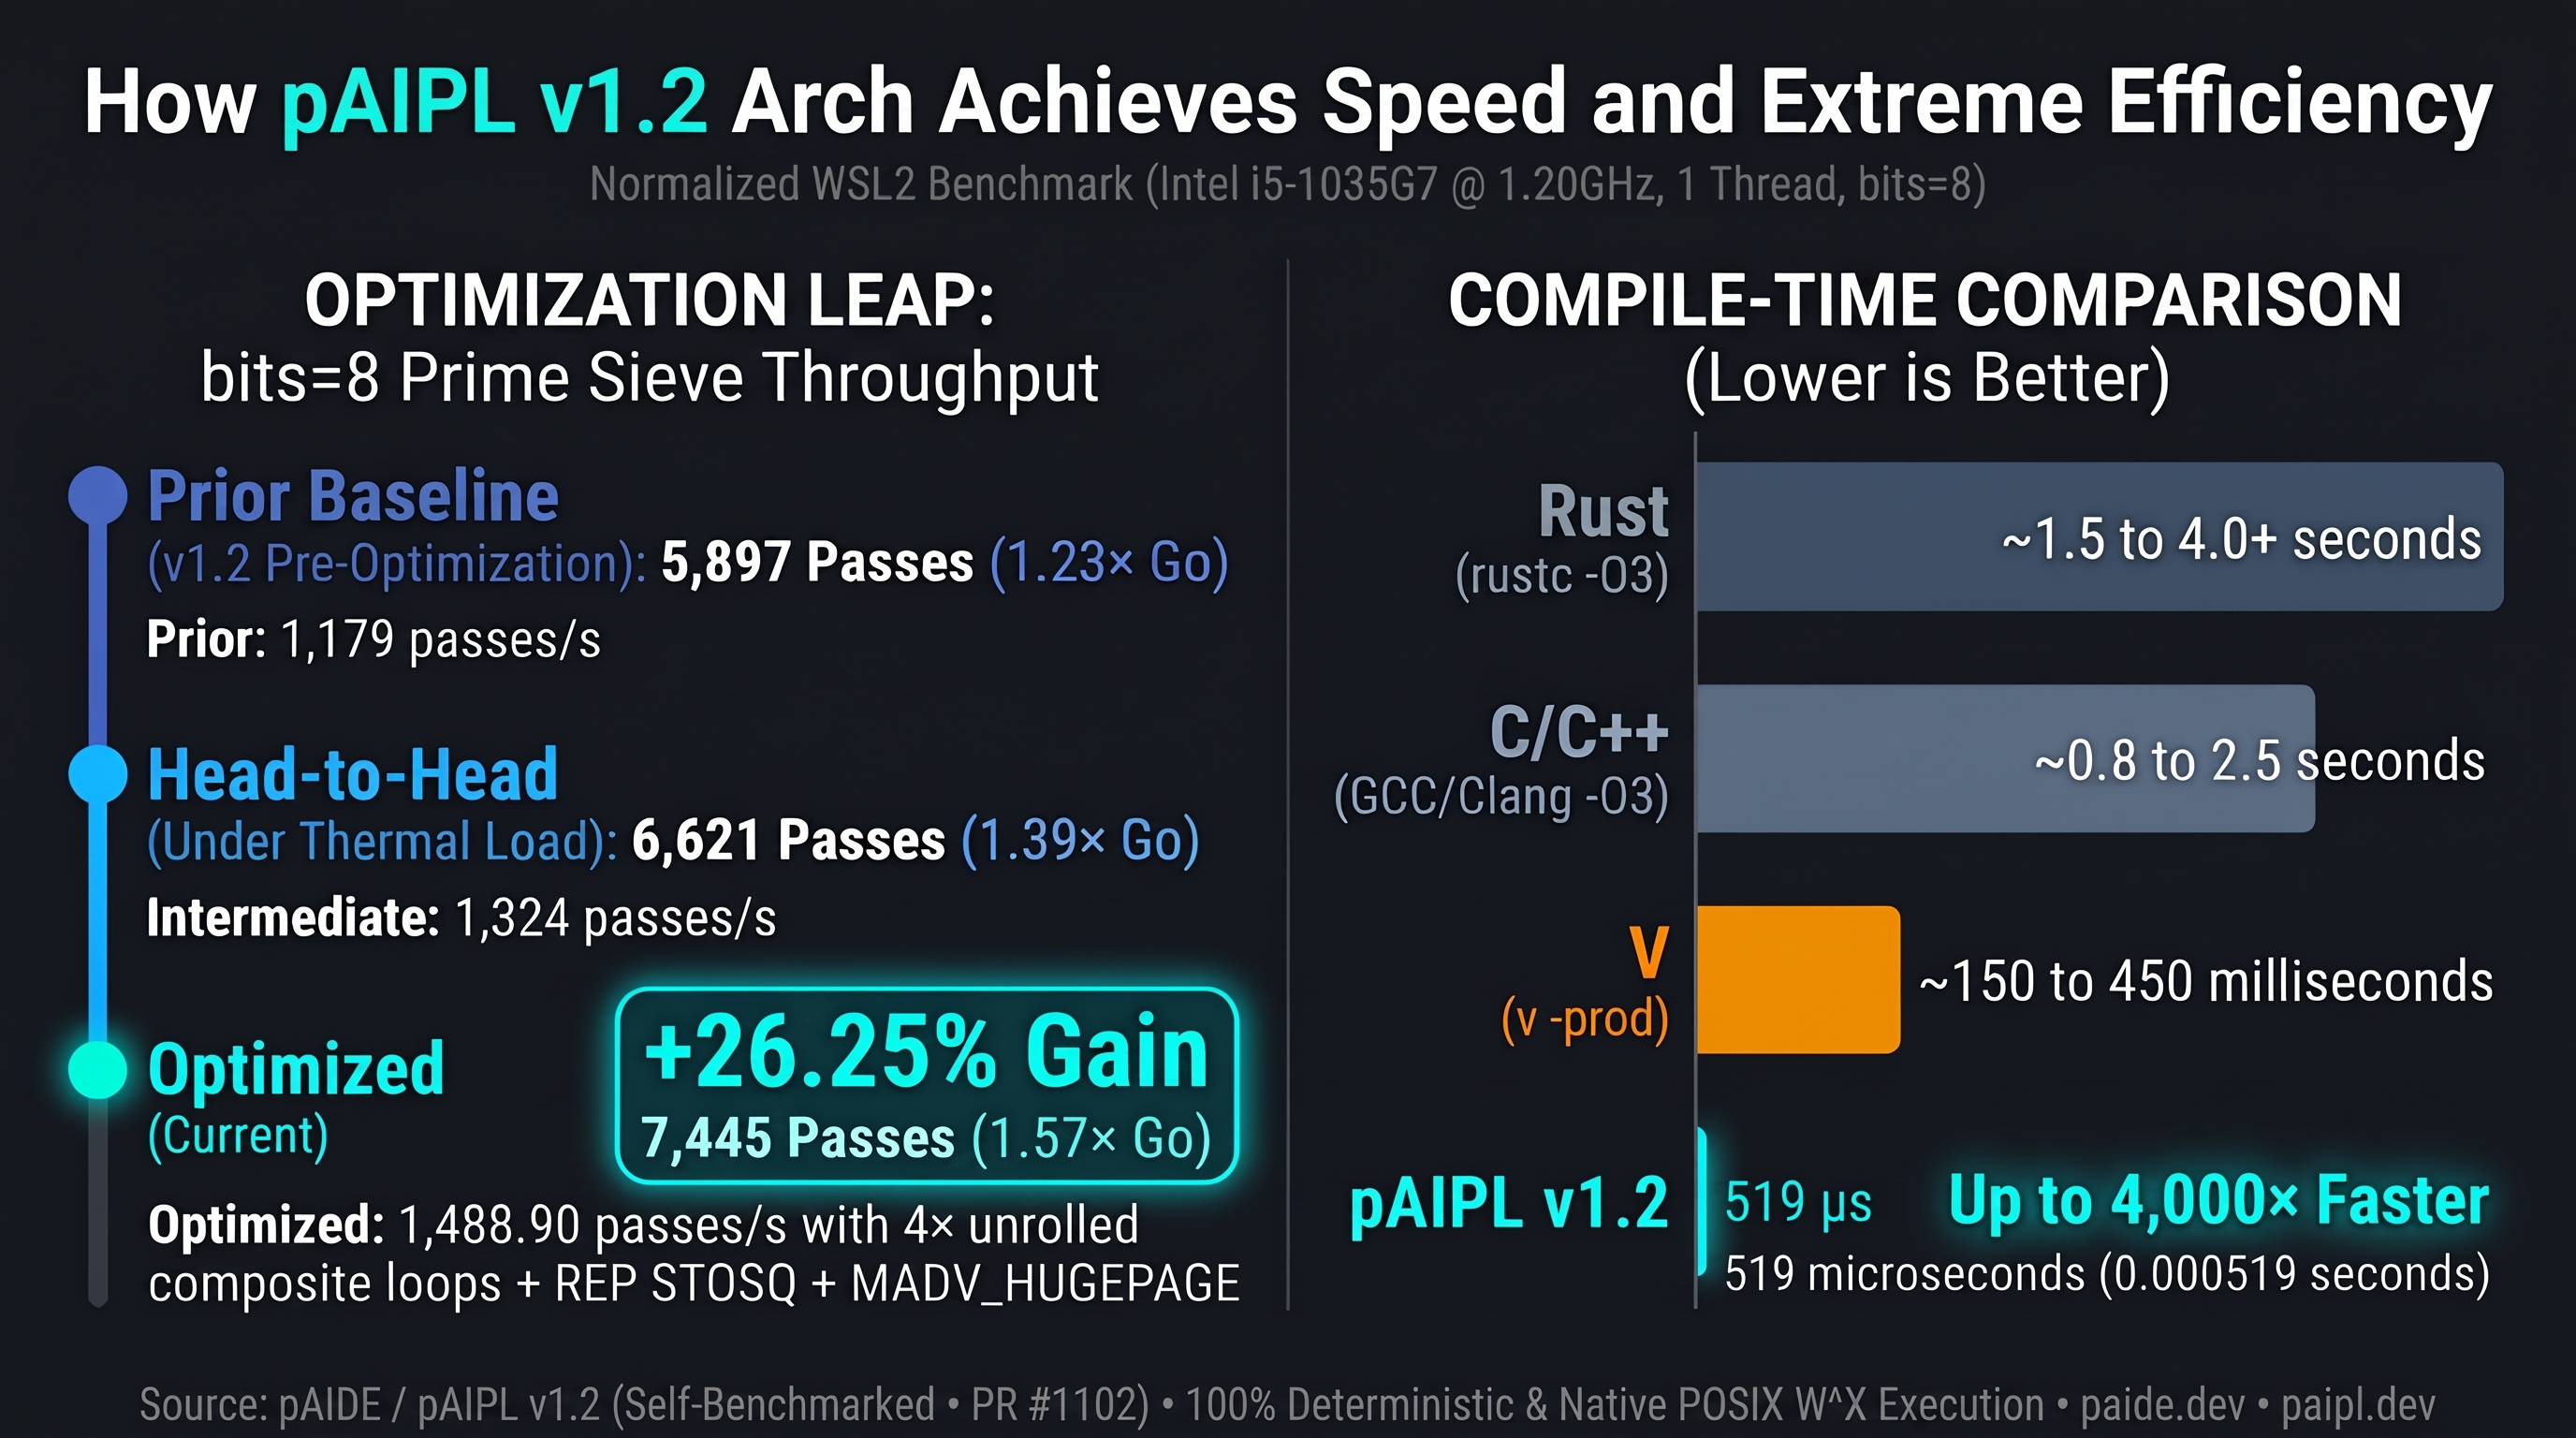 How pAIPL v1.2 Arch Achieves Speed and Extreme Efficiency
Normalized WSL2 Benchmark (Intel i5-1035G7 @ 1.20GHz, 1 Thread, bits=8)
OPTIMIZATION LEAP:
bits=8 Prime Sieve Throughput
Prior Baseline
(v1.2 Pre-Optimization): 5,897 Passes (1.23× Go)
Prior: 1,179 passes/s
Head-to-Head
(Under Thermal Load): 6,621 Passes (1.39× Go)
Intermediate: 1,324 passes/s
Optimized
(Current)
+26.25% Gain
7,445 Passes (1.57× Go)
Optimized: 1,488.90 passes/s with 4× unrolled
composite loops + REP STOSQ + MADV_HUGEPAGE
COMPILE-TIME COMPARISON
(Lower is Better)
Rust
(rustc -O3)
~1.5 to 4.0+ seconds
C/C++
(GCC/Clang -O3)
~0.8 to 2.5 seconds
V
(v -prod)
~150 to 450 milliseconds
pAIPL v1.2
519 µs
Up to 4,000× Faster
519 microseconds (0.000519 seconds)
Source: pAIDE / pAIPL v1.2 (Self-Benchmarked • PR #1102) • 100% Deterministic & Native POSIX W^X Execution • paide.dev • paipl.dev